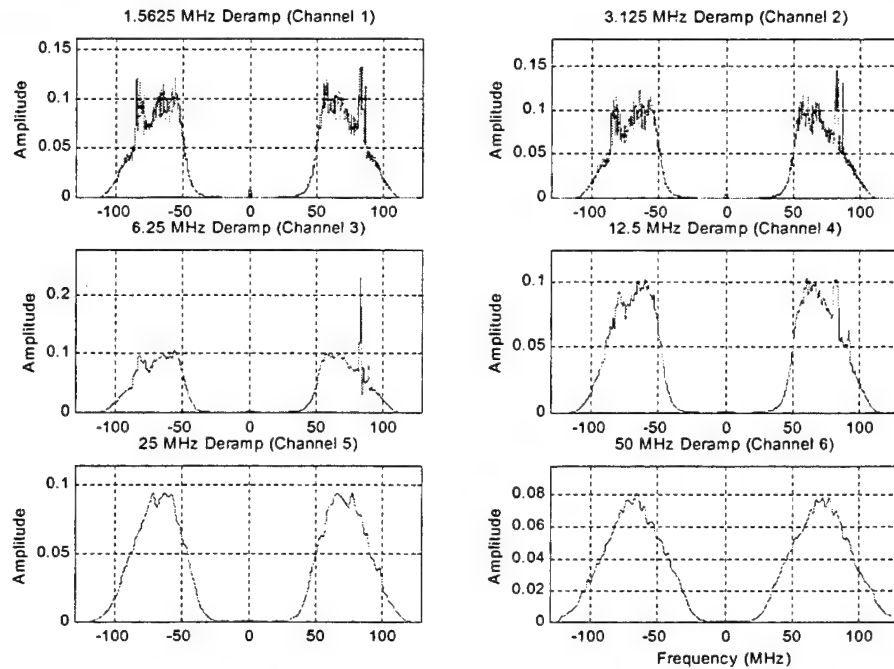 1.5625 MHz Deramp (Channel 1)
Amplitude
0.15
0.1
0.05
0
-100 -50 0 50 100
3.125 MHz Deramp (Channel 2)
Amplitude
0.15
0.1
0.05
0
-100 -50 0 50 100
6.25 MHz Deramp (Channel 3)
Amplitude
0.2
0.1
0
-100 -50 0 50 100
12.5 MHz Deramp (Channel 4)
Amplitude
0.1
0.05
0
-100 -50 0 50 100
25 MHz Deramp (Channel 5)
Amplitude
0.1
0.05
0
-100 -50 0 50 100
50 MHz Deramp (Channel 6)
Amplitude
0.08
0.06
0.04
0.02
0
-100 -50 0 50 100
Frequency (MHz)